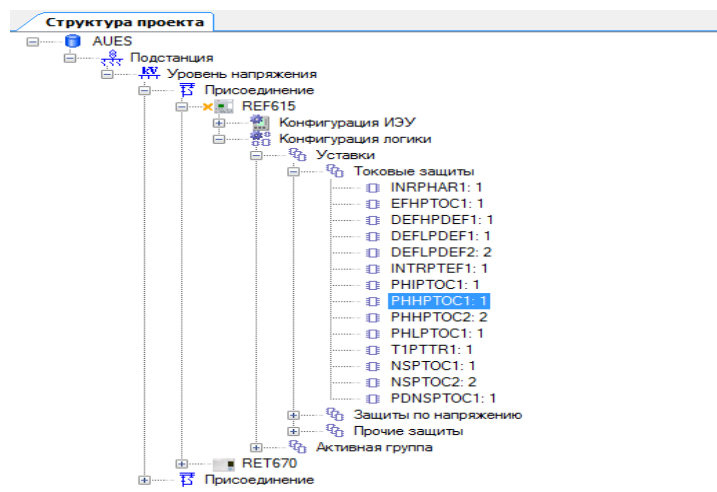 Структура проекта
AUES
Подстанция
Уровень напряжения
Присоединение
REF615
Конфигурация ИЭУ
Конфигурация логики
Уставки
Токовые защиты
INRPHAR1: 1
EFHPTOC1: 1
DEFHPDEF1: 1
DEFLPDEF1: 1
DEFLPDEF2: 2
INTRPTEF1: 1
PHIPTOC1: 1
PHHPTOC1: 1
PHHPTOC2: 2
PHLPTOC1: 1
T1PTTR1: 1
NSPTOC1: 1
NSPTOC2: 2
PDNSPTOC1: 1
Защиты по напряжению
Прочие защиты
Активная группа
RET670
Присоединение